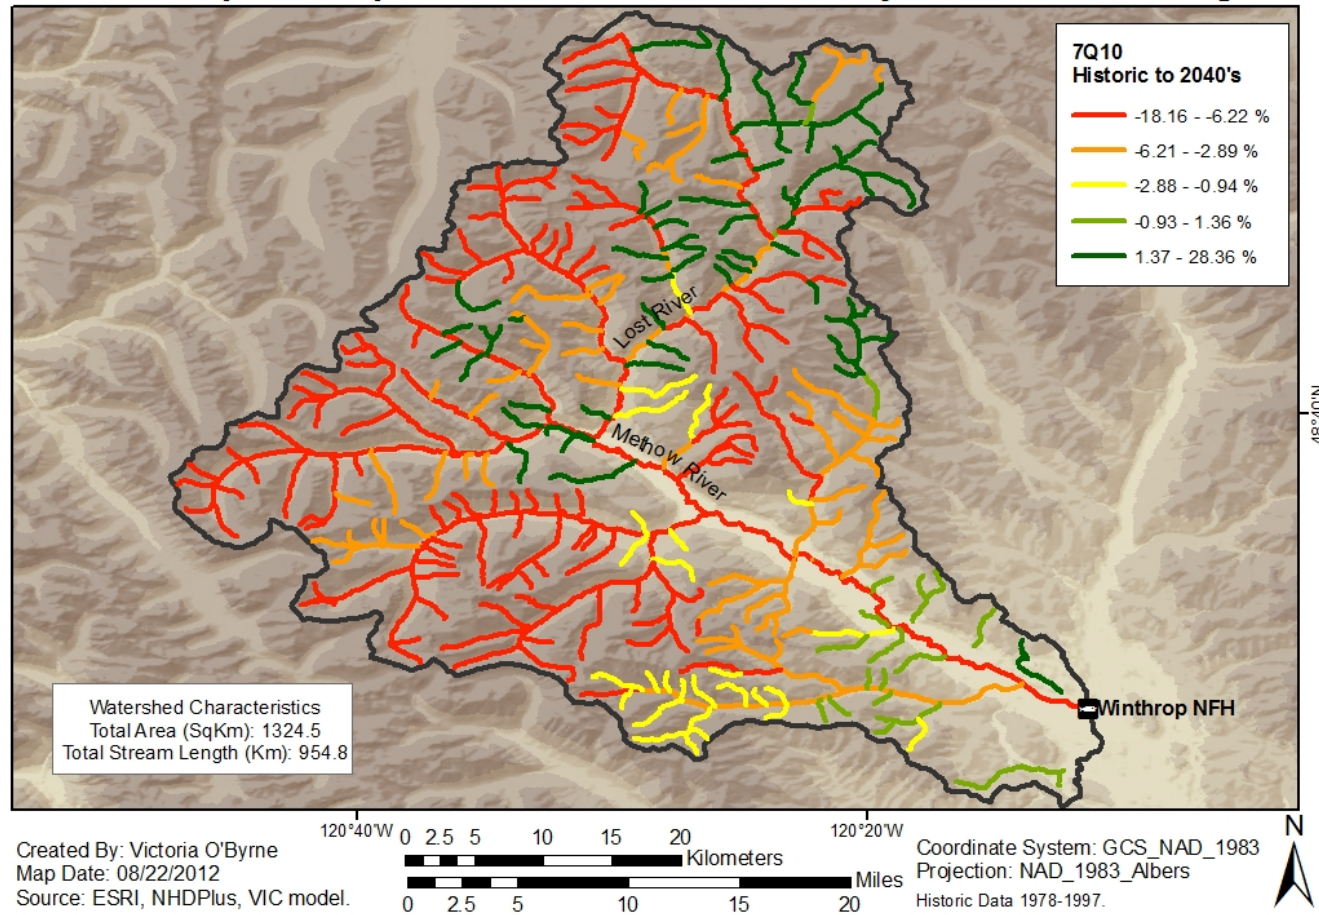 7Q10
Historic to 2040's
-18.16 - -6.22 %
-6.21 - -2.89 %
-2.88 - -0.94 %
-0.93 - 1.36 %
1.37 - 28.36 %
Lost River
48°40'N
Methow River
Winthrop NFH
Watershed Characteristics
Total Area (SqKm): 1324.5
Total Stream Length (Km): 954.8
120°40'W
120°20'W
N
Created By: Victoria O'Byrne
Map Date: 08/22/2012
Source: ESRI, NHDPlus, VIC model.
0 2.5 5 10 15 20
Kilometers
Miles
0 2.5 5 10 15 20
Coordinate System: GCS_NAD_1983
Projection: NAD_1983_Albers
Historic Data 1978-1997.